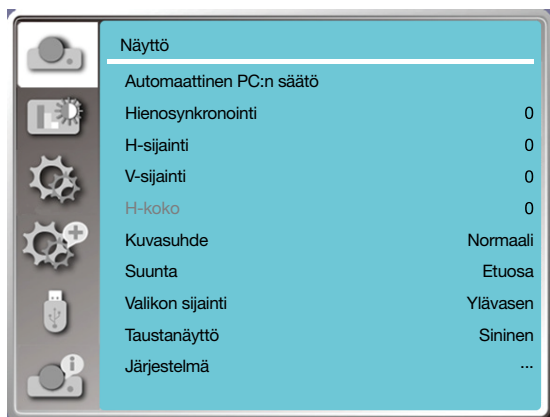 Näyttö
Automaattinen PC:n säätö
Hienosynkronointi 0
H-sijainti 0
V-sijainti 0
H-koko 0
Kuvasuhde Normaali
Suunta Etuosa
Valikon sijainti Ylävasen
Taustanäyttö Sininen
Järjestelmä ...